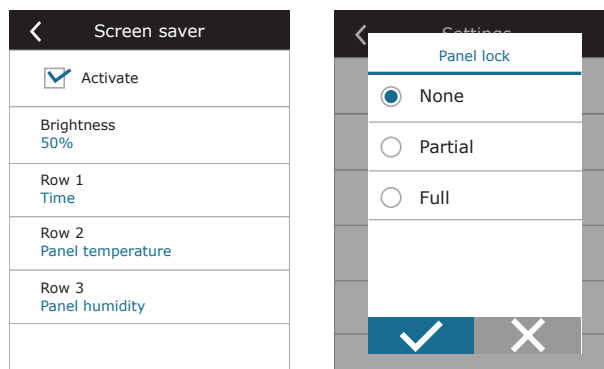 Screen saver
Activate
Brightness
50%
Row 1
Time
Row 2
Panel temperature
Row 3
Panel humidity
Settings
Panel lock
None
Partial
Full